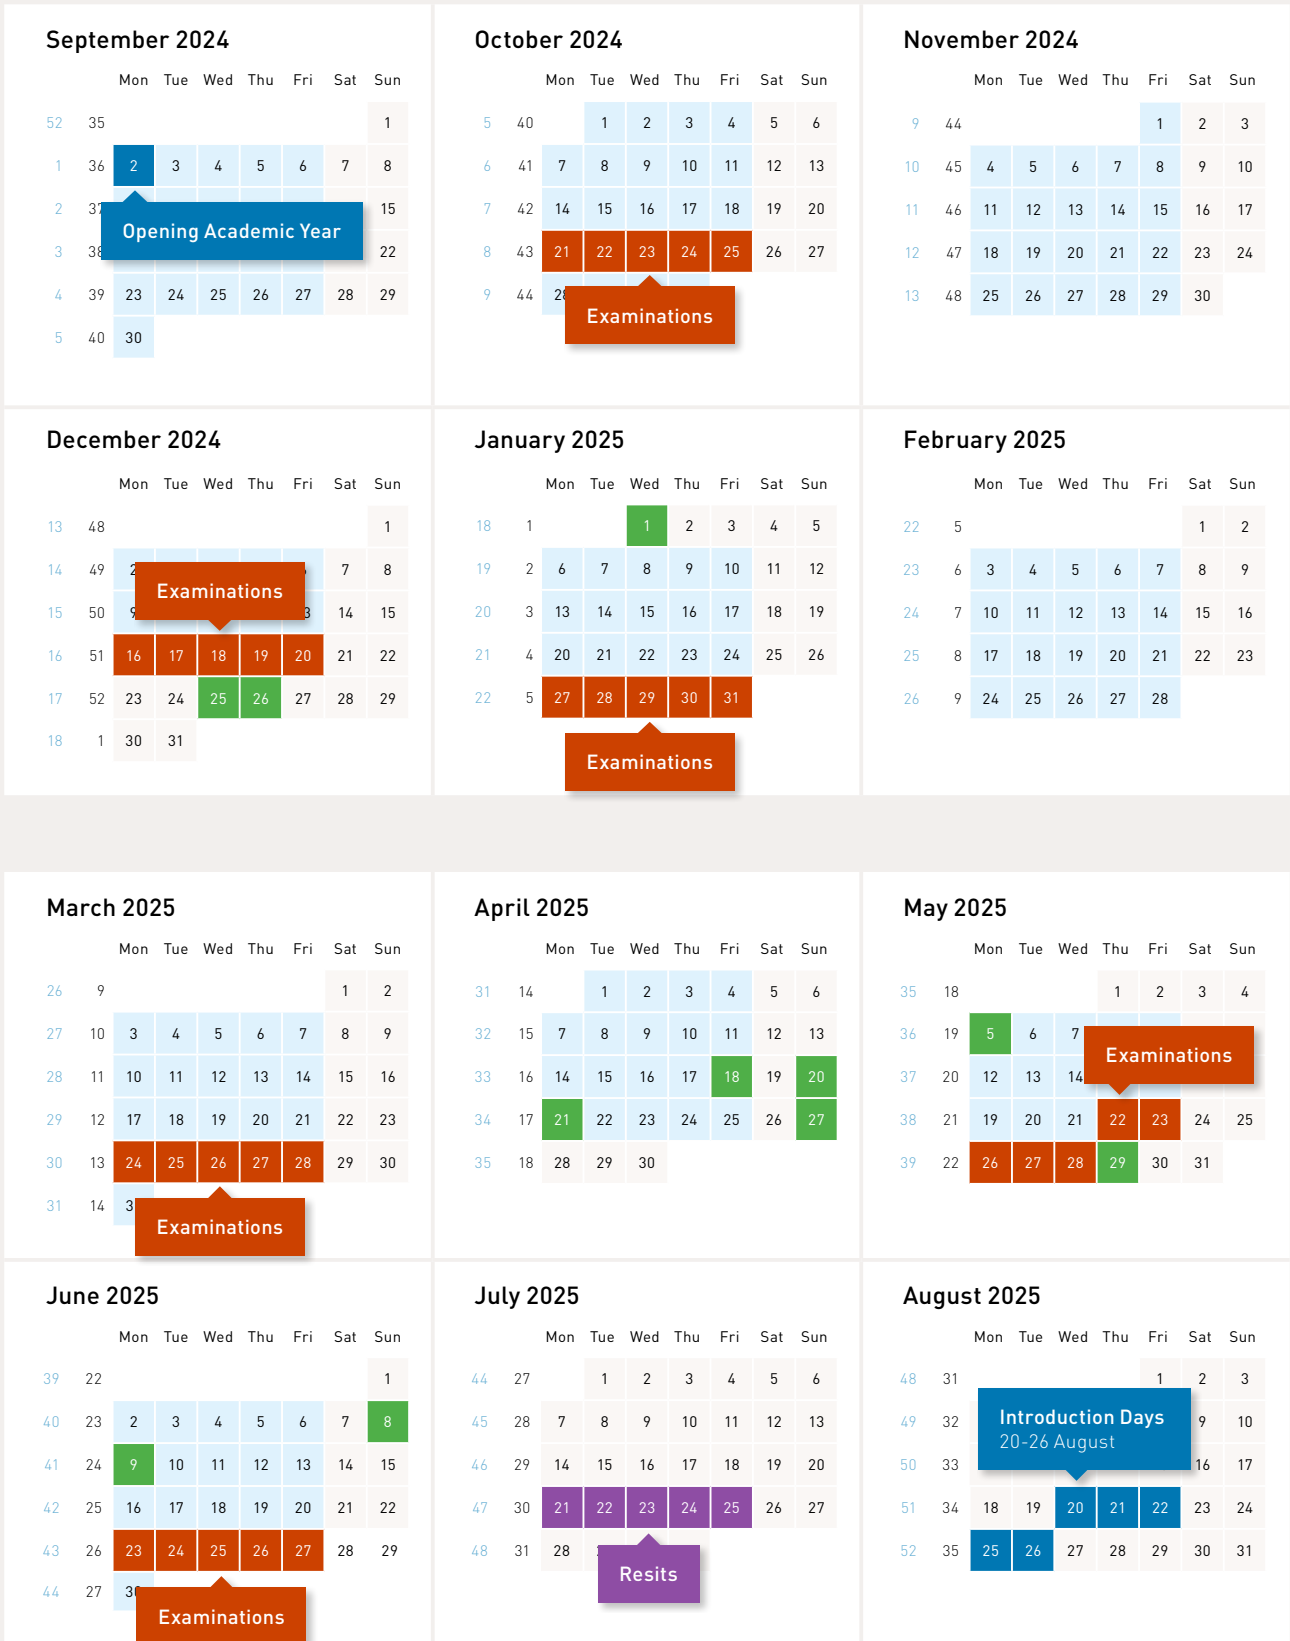 September 2024
Mon Tue Wed Thu Fri Sat Sun
52 35 1
1 36 2 3 4 5 6 7 8
2 37 15
Opening Academic Year
3 38 22
4 39 23 24 25 26 27 28 29
5 40 30
October 2024
Mon Tue Wed Thu Fri Sat Sun
5 40 1 2 3 4 5 6
6 41 7 8 9 10 11 12 13
7 42 14 15 16 17 18 19 20
8 43 21 22 23 24 25 26 27
9 44 28
Examinations
November 2024
Mon Tue Wed Thu Fri Sat Sun
9 44 1 2 3
10 45 4 5 6 7 8 9 10
11 46 11 12 13 14 15 16 17
12 47 18 19 20 21 22 23 24
13 48 25 26 27 28 29 30
December 2024
Mon Tue Wed Thu Fri Sat Sun
13 48 1
14 49 2 7 8
Examinations
15 50 9 14 15
16 51 16 17 18 19 20 21 22
17 52 23 24 25 26 27 28 29
18 1 30 31
January 2025
Mon Tue Wed Thu Fri Sat Sun
18 1 1 2 3 4 5
19 2 6 7 8 9 10 11 12
20 3 13 14 15 16 17 18 19
21 4 20 21 22 23 24 25 26
22 5 27 28 29 30 31
Examinations
February 2025
Mon Tue Wed Thu Fri Sat Sun
22 5 1 2
23 6 3 4 5 6 7 8 9
24 7 10 11 12 13 14 15 16
25 8 17 18 19 20 21 22 23
26 9 24 25 26 27 28
March 2025
Mon Tue Wed Thu Fri Sat Sun
26 9 1 2
27 10 3 4 5 6 7 8 9
28 11 10 11 12 13 14 15 16
29 12 17 18 19 20 21 22 23
30 13 24 25 26 27 28 29 30
31 14 3
Examinations
April 2025
Mon Tue Wed Thu Fri Sat Sun
31 14 1 2 3 4 5 6
32 15 7 8 9 10 11 12 13
33 16 14 15 16 17 18 19 20
34 17 21 22 23 24 25 26 27
35 18 28 29 30
May 2025
Mon Tue Wed Thu Fri Sat Sun
35 18 1 2 3 4
36 19 5 6 7
Examinations
37 20 12 13 14
38 21 19 20 21 22 23 24 25
39 22 26 27 28 29 30 31
June 2025
Mon Tue Wed Thu Fri Sat Sun
39 22 1
40 23 2 3 4 5 6 7 8
41 24 9 10 11 12 13 14 15
42 25 16 17 18 19 20 21 22
43 26 23 24 25 26 27 28 29
44 27 30
Examinations
July 2025
Mon Tue Wed Thu Fri Sat Sun
44 27 1 2 3 4 5 6
45 28 7 8 9 10 11 12 13
46 29 14 15 16 17 18 19 20
47 30 21 22 23 24 25 26 27
48 31 28
Resits
August 2025
Mon Tue Wed Thu Fri Sat Sun
48 31 1 2 3
49 32 9 10
Introduction Days
20-26 August
50 33 16 17
51 34 18 19 20 21 22 23 24
52 35 25 26 27 28 29 30 31